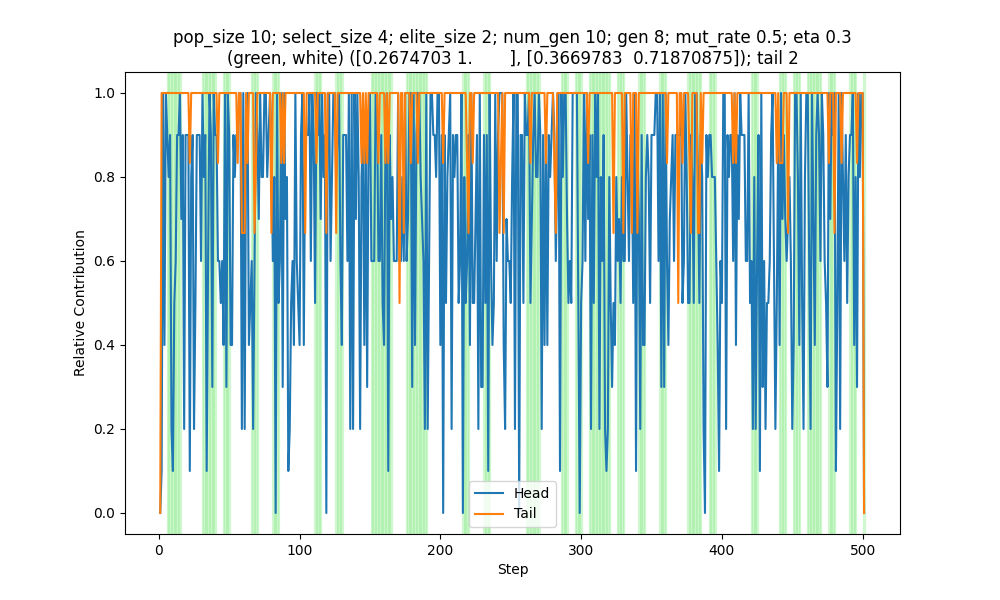 pop_size 10; select_size 4; elite_size 2; num_gen 10; gen 8; mut_rate 0.5; eta 0.3
(green, white) ([0.2674703 1.       ], [0.3669783  0.71870875]); tail 2
1.0
0.8
0.6
0.4
0.2
0.0
Relative Contribution
Head
Tail
0
100
200
300
400
500
Step